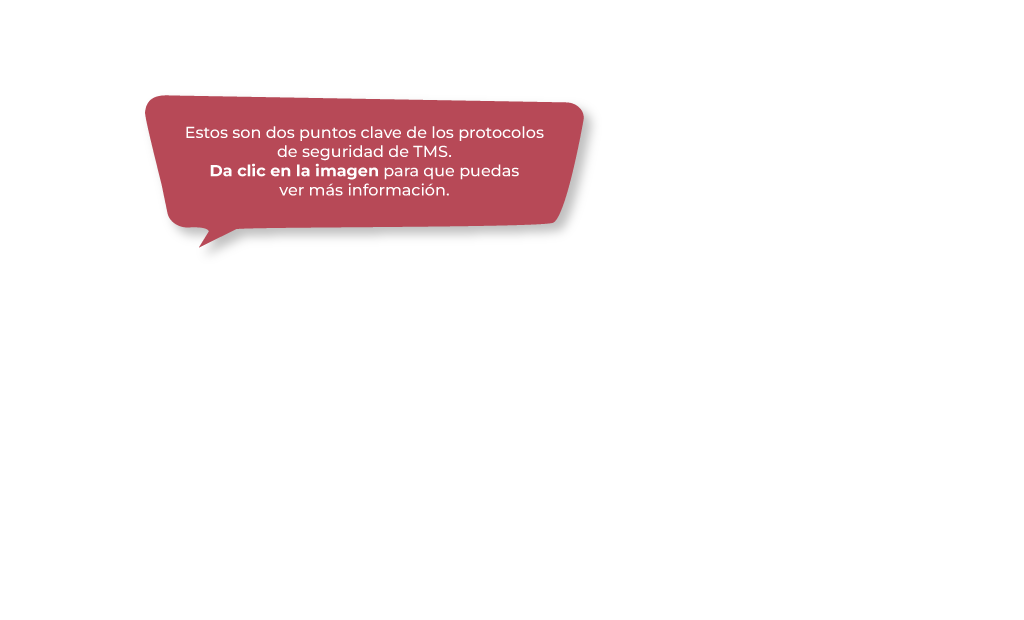 Estos son dos puntos clave de los protocolos
de seguridad de TMS.
Da clic en la imagen para que puedas
ver más información.